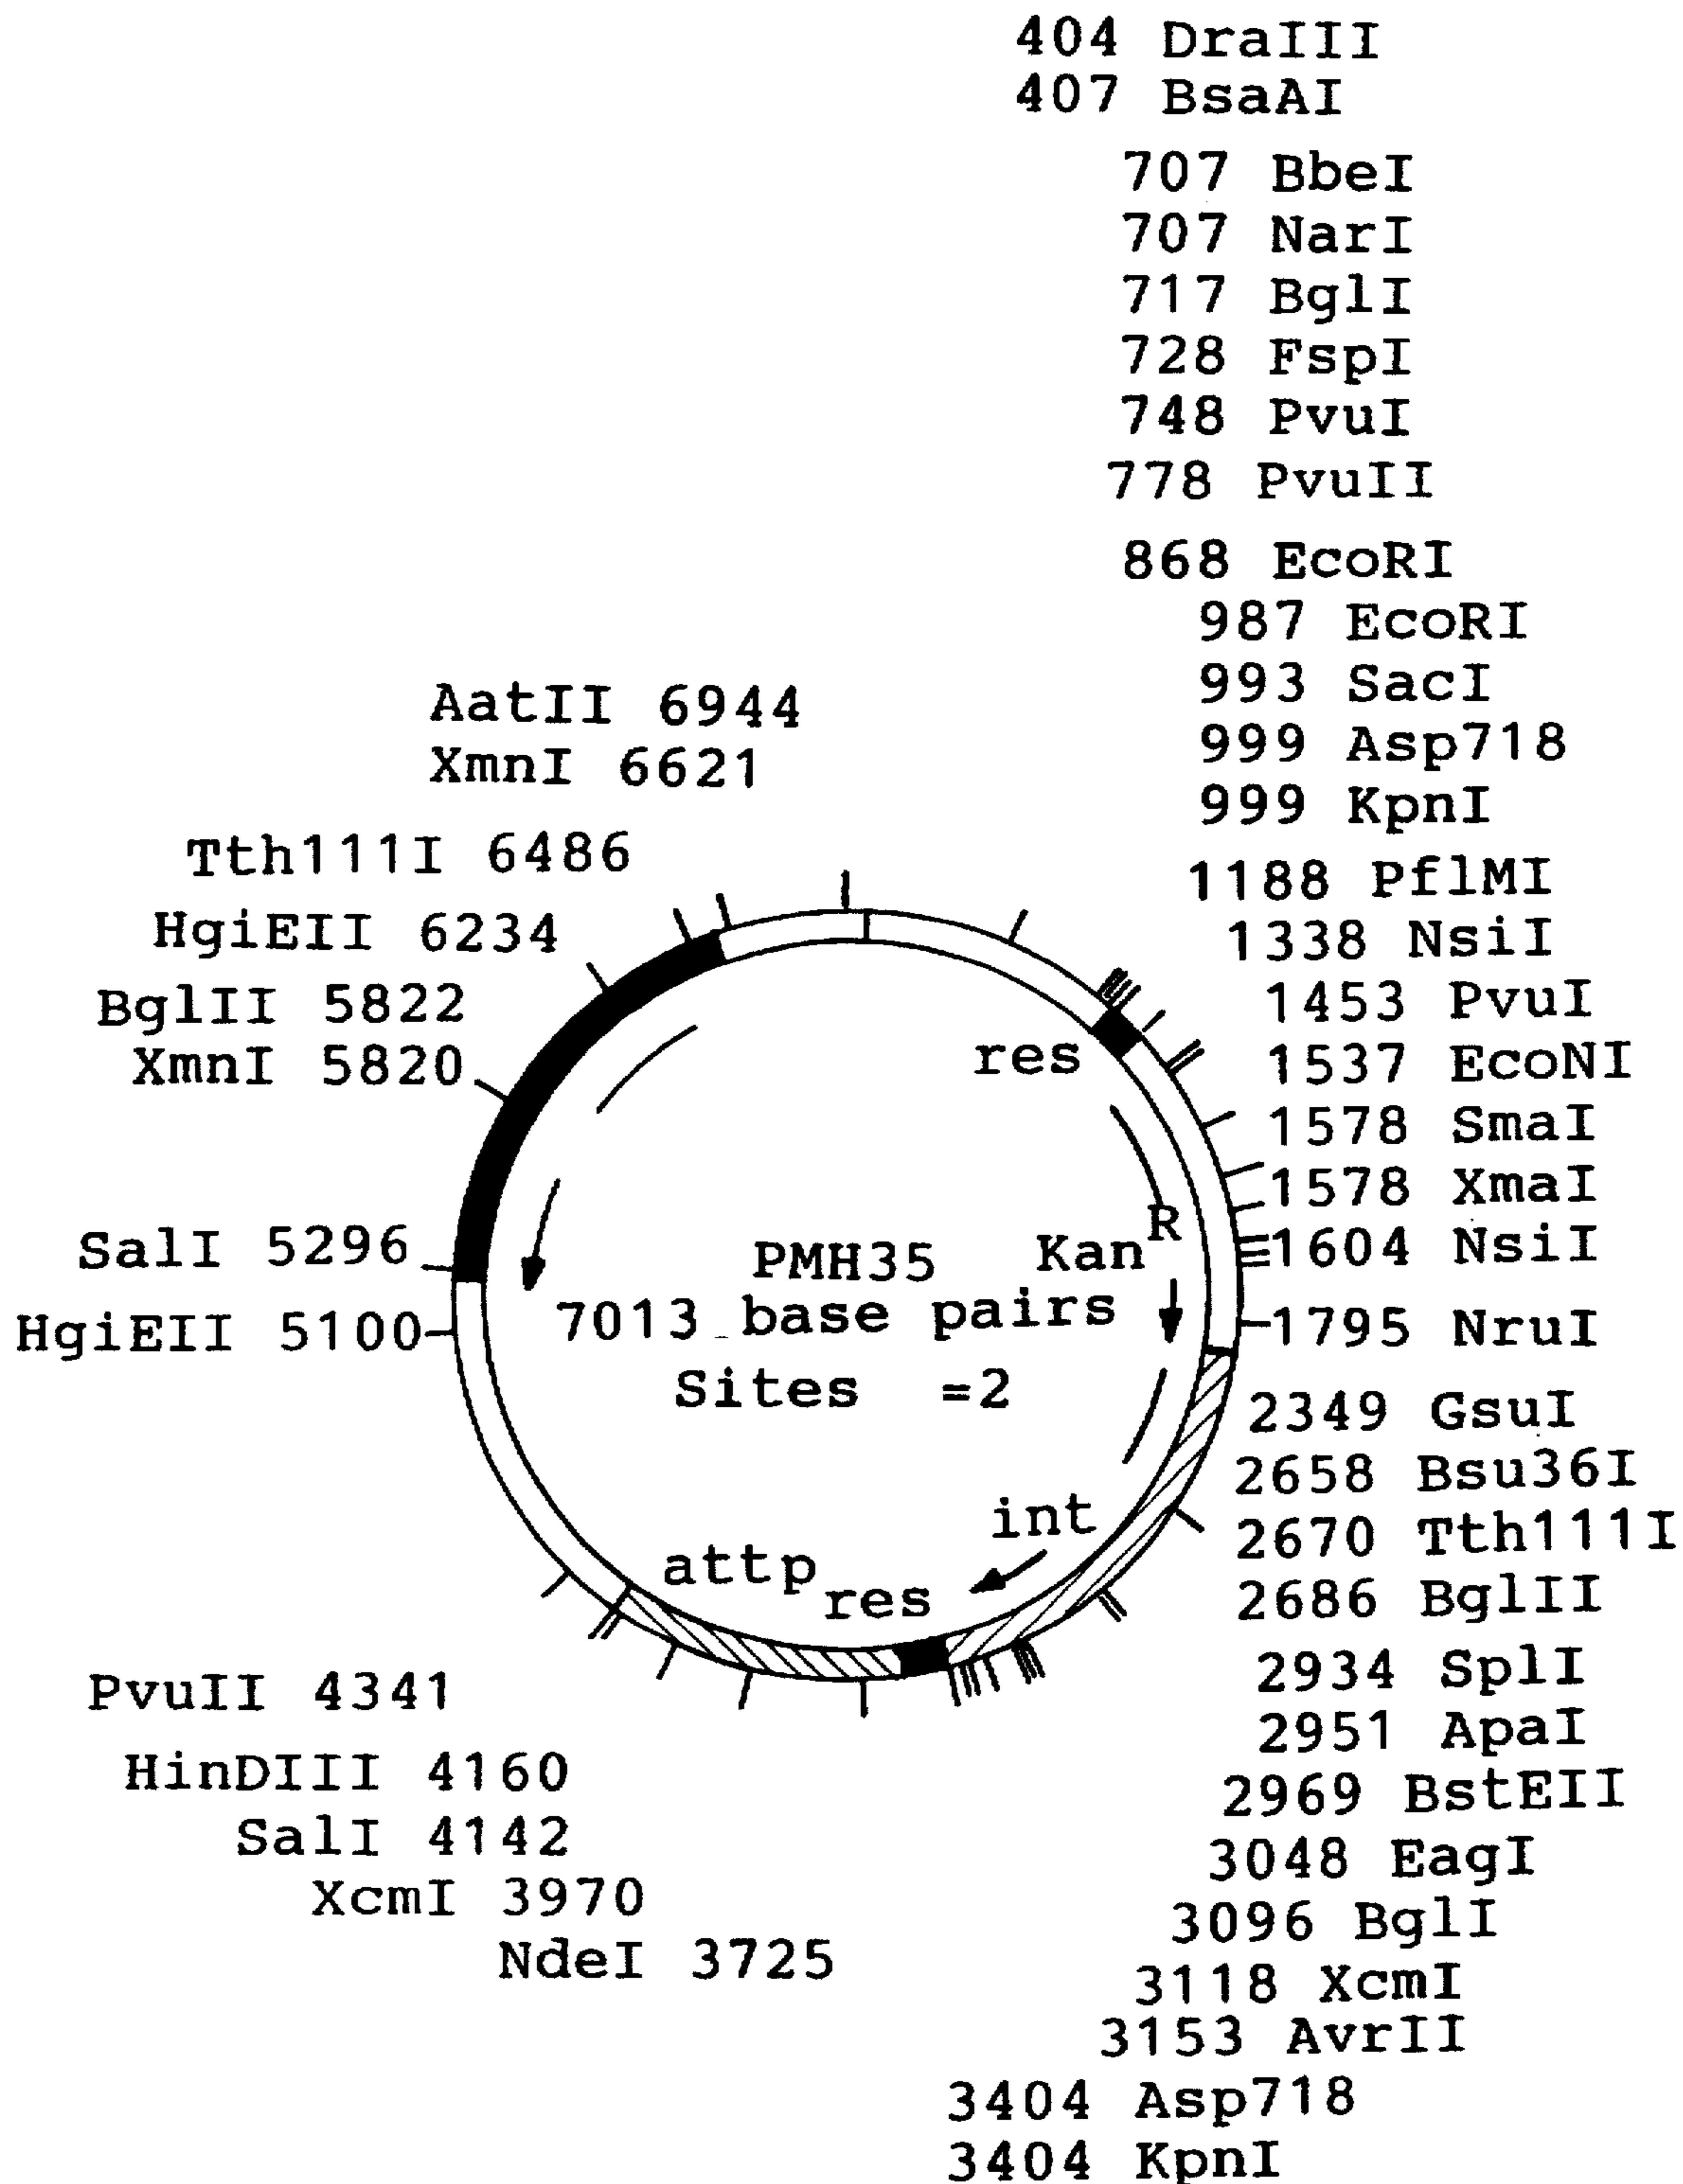 404 DraIII
407 BsaAI
707 BbeI
707 NarI
717 BglI
728 FspI
748 PvuI
778 PvuII
868 EcoRI
987 EcoRI
993 SacI
999 Asp718
999 KpnI
1188 PflMI
1338 NsiI
1453 PvuI
1537 EcoNI
1578 SmaI
1578 XmaI
1604 NsiI
1795 NruI
2349 GsuI
2658 Bsu36I
2670 Tth111I
2686 BglII
2934 SplI
2951 ApaI
2969 BstEII
3048 EagI
3096 BglI
3118 XcmI
3153 AvrII
3404 Asp718
3404 KpnI
AatII 6944
XmnI 6621
Tth111I 6486
HgiEII 6234
BglII 5822
XmnI 5820
SalI 5296
HgiEII 5100
PvuII 4341
HinDIII 4160
SalI 4142
XcmI 3970
NdeI 3725
res
KanR
PMH35
7013 base pairs
Sites =2
int
attp
res